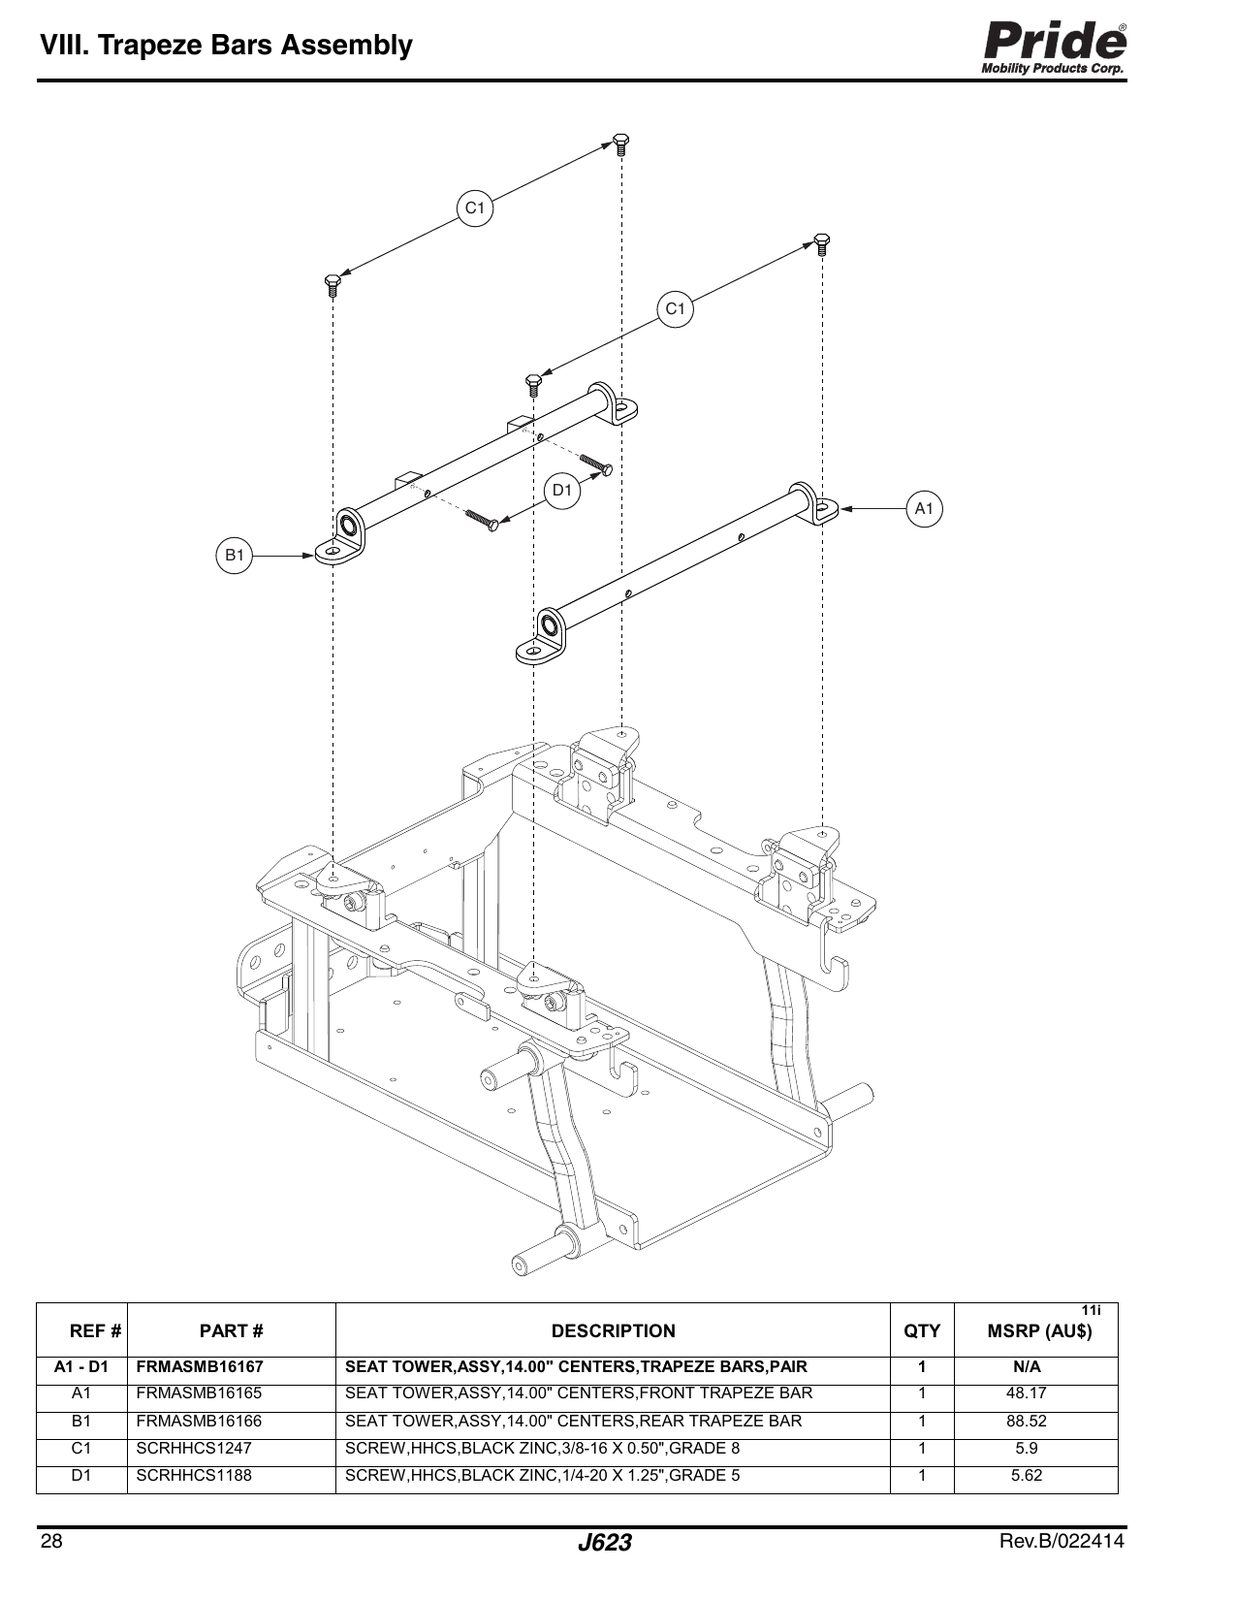 VIII. Trapeze Bars Assembly
Pride®
Mobility Products Corp.
C1
C1
D1
A1
B1
11i
REF # PART # DESCRIPTION QTY MSRP (AU$)
A1 - D1 FRMASMB16167 SEAT TOWER,ASSY,14.00" CENTERS,TRAPEZE BARS,PAIR 1 N/A
A1 FRMASMB16165 SEAT TOWER,ASSY,14.00" CENTERS,FRONT TRAPEZE BAR 1 48.17
B1 FRMASMB16166 SEAT TOWER,ASSY,14.00" CENTERS,REAR TRAPEZE BAR 1 88.52
C1 SCRHHCS1247 SCREW,HHCS,BLACK ZINC,3/8-16 X 0.50",GRADE 8 1 5.9
D1 SCRHHCS1188 SCREW,HHCS,BLACK ZINC,1/4-20 X 1.25",GRADE 5 1 5.62
28 J623 Rev.B/022414